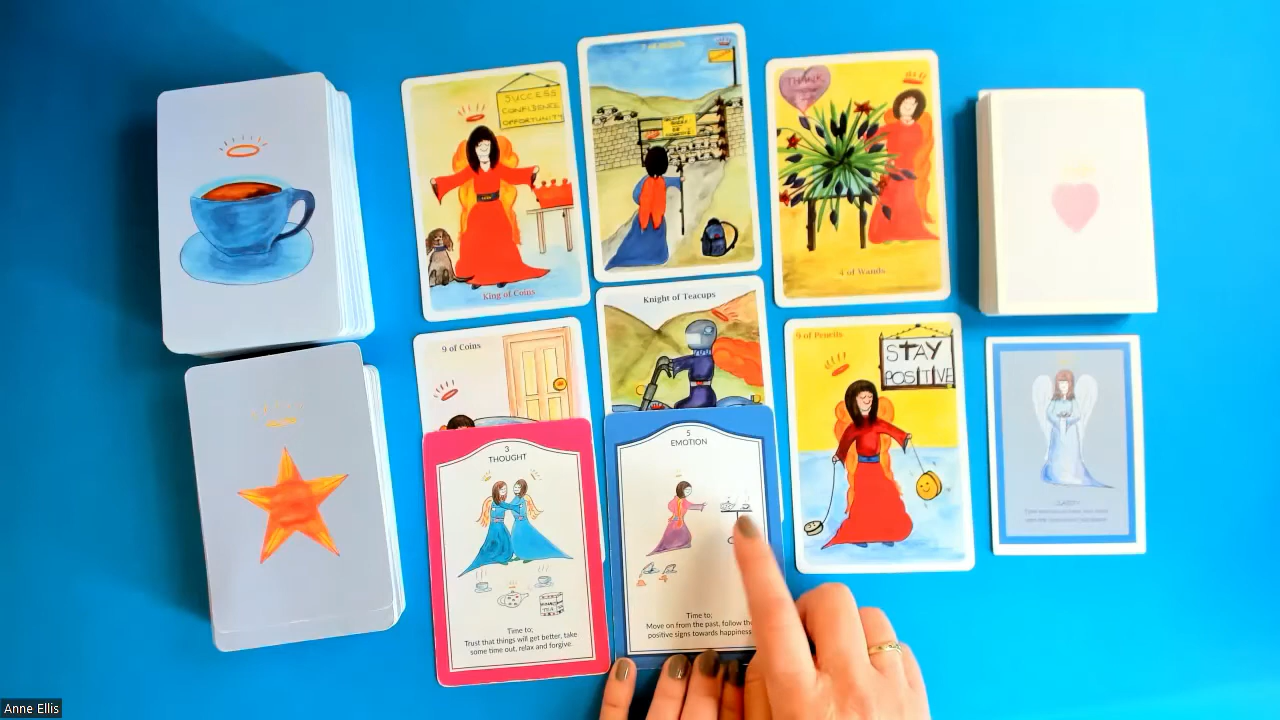 SUCCESS
CONFIDENCE
OPPORTUNITY
King of Coins
THANK
4 of Wands
9 of Coins
Knight of Teacups
9 of Pencils
STAY
POSITIVE
3
THOUGHT
Time to;
Trust that things will get better, take
some time out, relax and forgive.
5
EMOTION
Time to;
Move on from the past, follow the
positive signs towards happiness
Anne Ellis